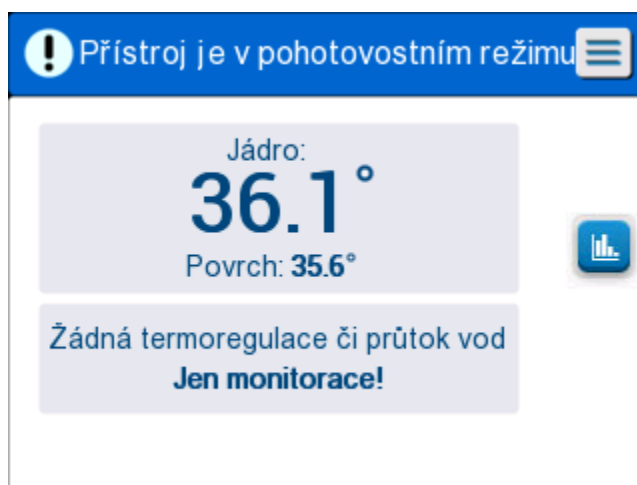 Přístroj je v pohotovostním režimu
Jádro:
36.1°
Povrch: 35.6°
Žádná termoregulace či průtok vod
Jen monitorace!